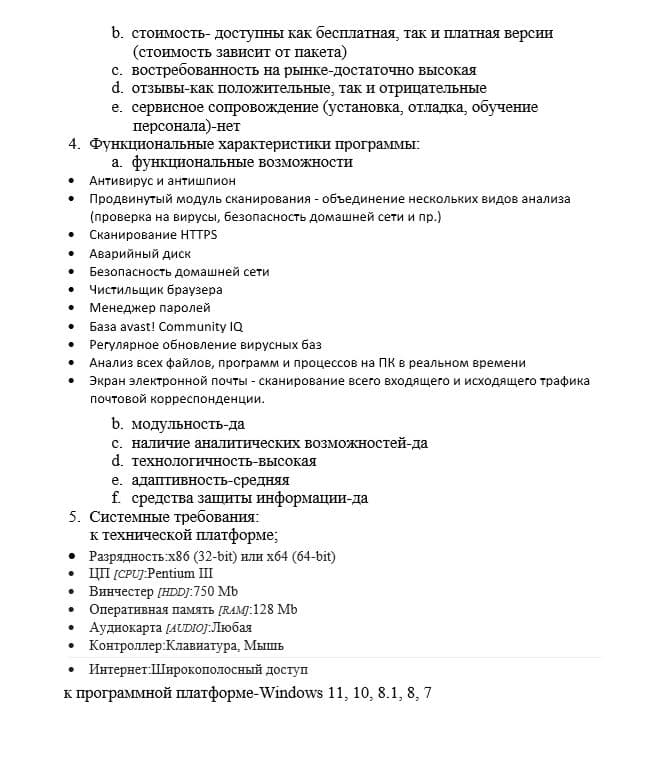 b. стоимость- доступны как бесплатная, так и платная версии
(стоимость зависит от пакета)
c. востребованность на рынке-достаточно высокая
d. отзывы-как положительные, так и отрицательные
e. сервисное сопровождение (установка, отладка, обучение
персонала)-нет
4. Функциональные характеристики программы:
a. функциональные возможности
• Антивирус и антишпион
• Продвинутый модуль сканирования - объединение нескольких видов анализа
(проверка на вирусы, безопасность домашней сети и пр.)
• Сканирование HTTPS
• Аварийный диск
• Безопасность домашней сети
• Чистильщик браузера
• Менеджер паролей
• База avast! Community IQ
• Регулярное обновление вирусных баз
• Анализ всех файлов, программ и процессов на ПК в реальном времени
• Экран электронной почты - сканирование всего входящего и исходящего трафика
почтовой корреспонденции.
b. модульность-да
c. наличие аналитических возможностей-да
d. технологичность-высокая
e. адаптивность-средняя
f. средства защиты информации-да
5. Системные требования:
к технической платформе;
• Разрядность:x86 (32-bit) или x64 (64-bit)
• ЦП [CPU]:Pentium III
• Винчестер [HDD]:750 Mb
• Оперативная память [RAM]:128 Mb
• Аудиокарта [AUDIO]:Любая
• Контроллер:Клавиатура, Мышь
• Интернет:Широкополосный доступ
к программной платформе-Windows 11, 10, 8.1, 8, 7